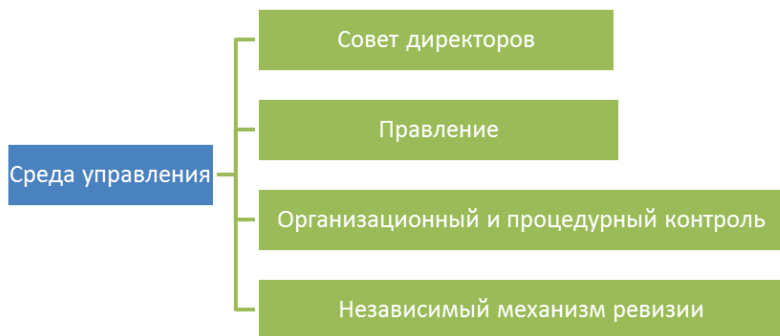 Совет директоров
Правление
Среда управления
Организационный и процедурный контроль
Независимый механизм ревизии